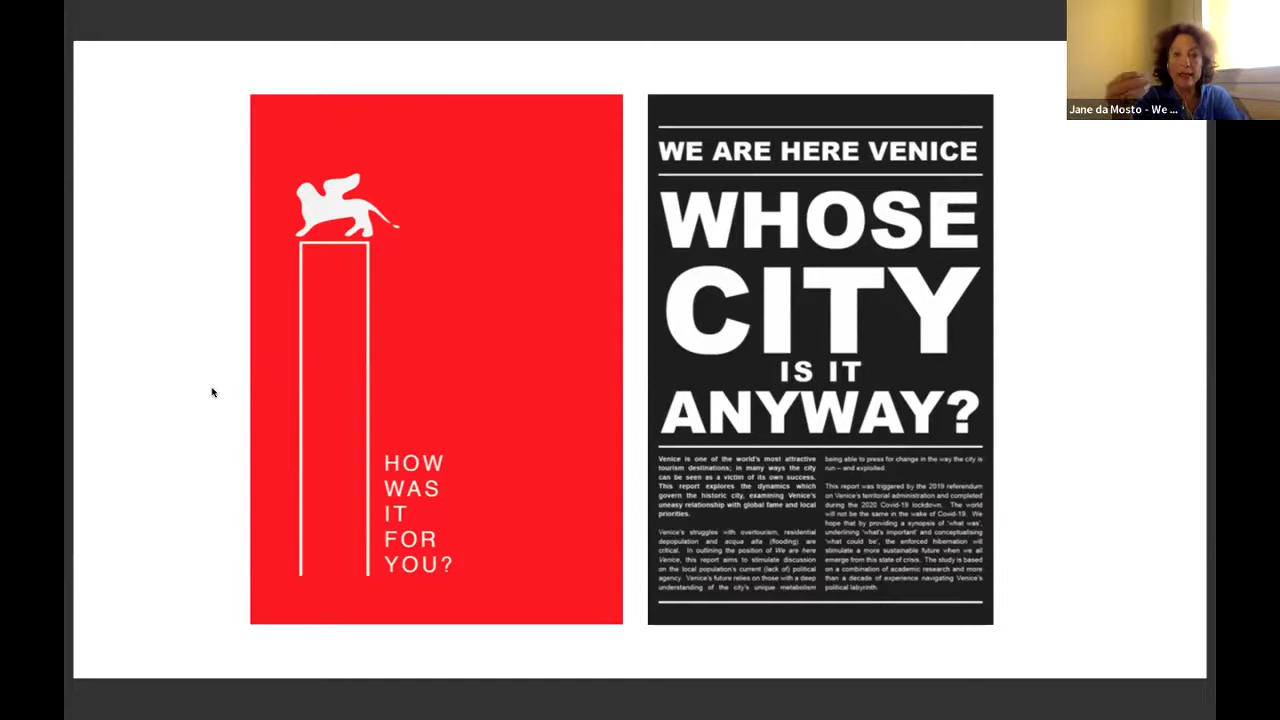 HOW
WAS
IT
FOR
YOU?
WE ARE HERE VENICE
WHOSE
CITY
IS IT
ANYWAY?
Venice is one of the world's most attractive
tourism destinations; in many ways the city
can be seen as a victim of its own success.
This report explores the dynamics which
govern the historic city, examining Venice's
uneasy relationship with global fame and local
priorities.
Venice's struggles with overtourism, residential
depopulation and acqua alta (flooding) are
critical. In outlining the position of We are here
Venice, this report aims to stimulate discussion
on the local population's current (lack of) political
agency. Venice's future relies on those with a deep
understanding of the city's unique metabolism
being able to press for change in the way the city is
run – and exploited.
This report was triggered by the 2019 referendum
on Venice's territorial administration and completed
during the 2020 Covid-19 lockdown. The world
will not be the same in the wake of Covid-19. We
hope that by providing a synopsis of 'what was',
underlining 'what's important' and conceptualising
'what could be', the enforced hibernation will
stimulate a more sustainable future when we all
emerge from this state of crisis. The study is based
on a combination of academic research and more
than a decade of experience navigating Venice's
political labyrinth.
Jane da Mosto - We ...